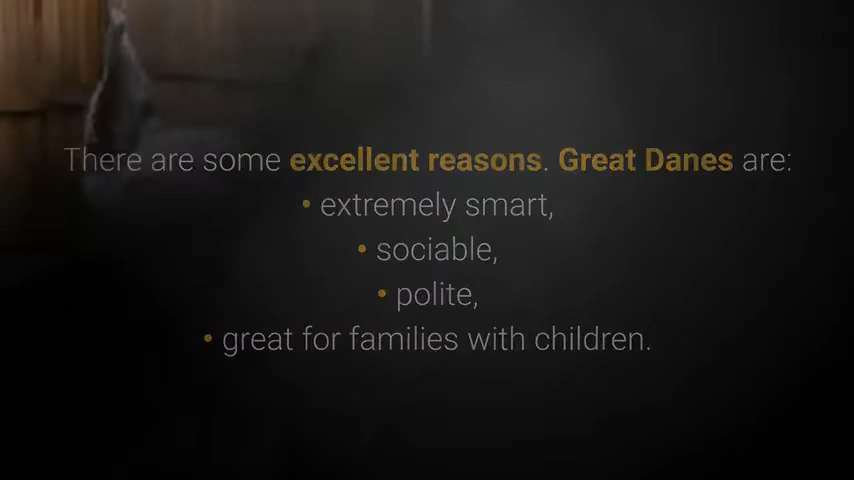 There are some excellent reasons. Great Danes are:
• extremely smart,
• sociable,
• polite,
• great for families with children.